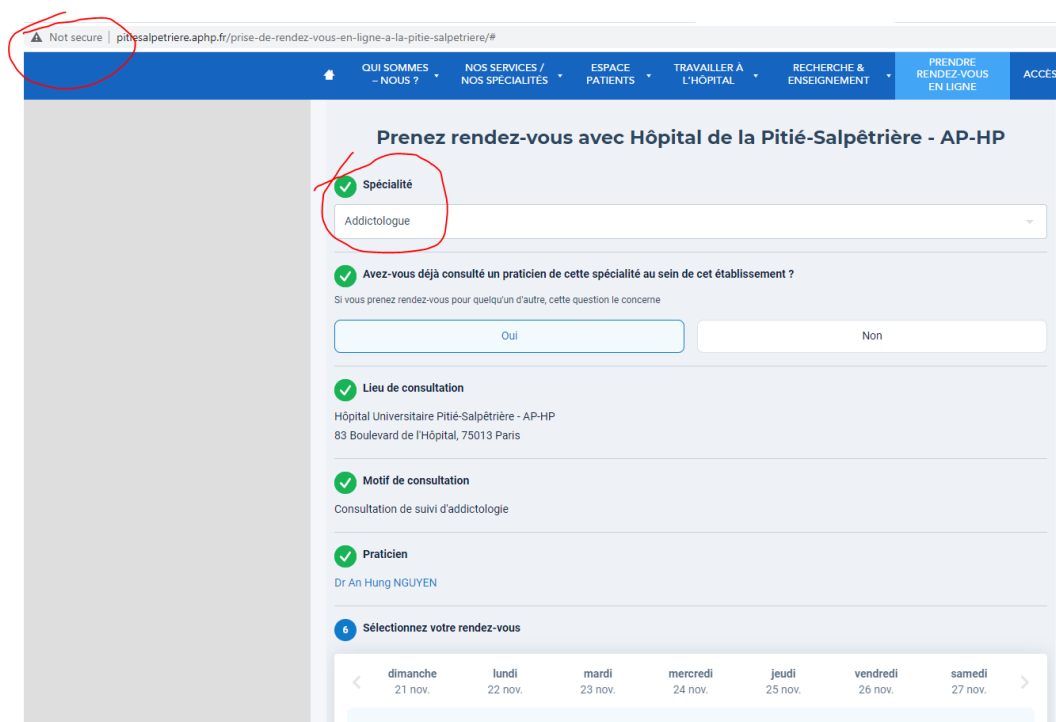 Not secure | pitiesalpetriere.aphp.fr/prise-de-rendez-vous-en-ligne-a-la-pitie-salpetriere/#
QUI SOMMES – NOUS ?
NOS SERVICES / NOS SPÉCIALITÉS
ESPACE PATIENTS
TRAVAILLER À L'HÔPITAL
RECHERCHE & ENSEIGNEMENT
PRENDRE RENDEZ-VOUS EN LIGNE
ACCÈS
Prenez rendez-vous avec Hôpital de la Pitié-Salpêtrière - AP-HP
Spécialité
Addictologue
Avez-vous déjà consulté un praticien de cette spécialité au sein de cet établissement ?
Si vous prenez rendez-vous pour quelqu'un d'autre, cette question le concerne
Oui
Non
Lieu de consultation
Hôpital Universitaire Pitié-Salpêtrière - AP-HP
83 Boulevard de l'Hôpital, 75013 Paris
Motif de consultation
Consultation de suivi d'addictologie
Praticien
Dr An Hung NGUYEN
6 Sélectionnez votre rendez-vous
dimanche lundi mardi mercredi jeudi vendredi samedi
21 nov. 22 nov. 23 nov. 24 nov. 25 nov. 26 nov. 27 nov.